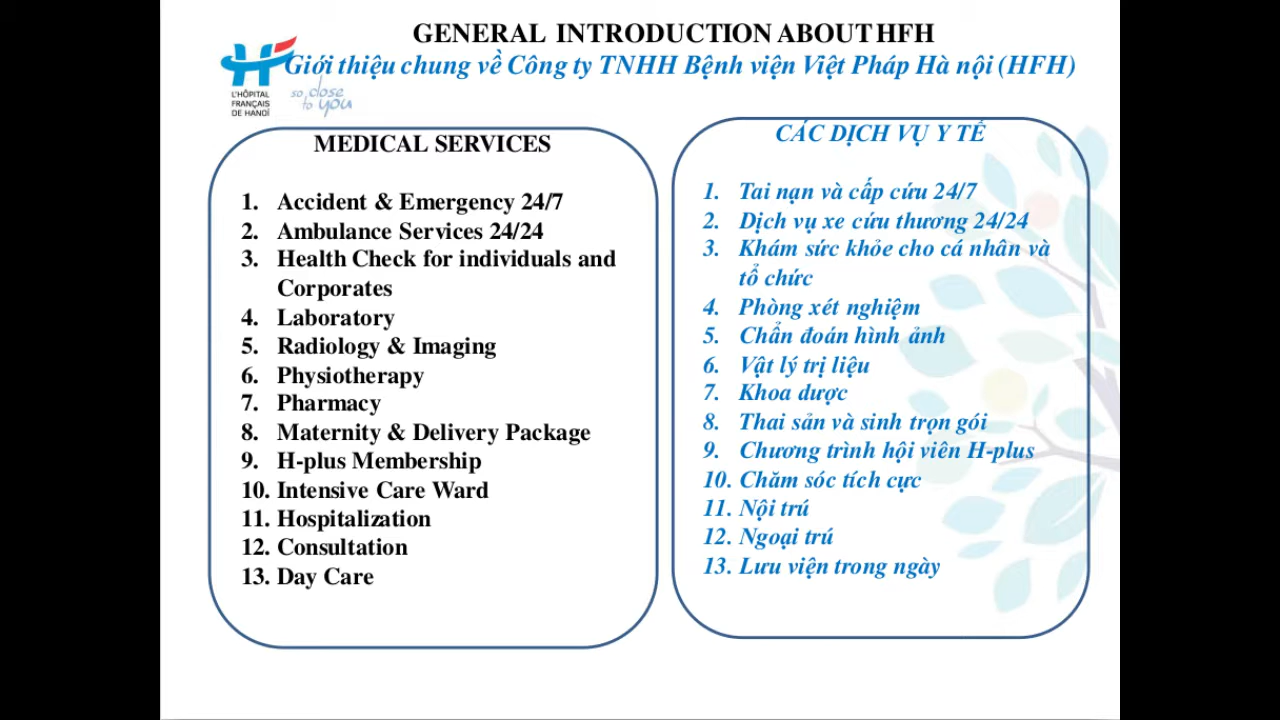 GENERAL INTRODUCTION ABOUT HFH
Giới thiệu chung về Công ty TNHH Bệnh viện Việt Pháp Hà nội (HFH)
L'HÔPITAL
FRANÇAIS
DE HANOÏ
so close
to you
MEDICAL SERVICES
1. Accident & Emergency 24/7
2. Ambulance Services 24/24
3. Health Check for individuals and
Corporates
4. Laboratory
5. Radiology & Imaging
6. Physiotherapy
7. Pharmacy
8. Maternity & Delivery Package
9. H-plus Membership
10. Intensive Care Ward
11. Hospitalization
12. Consultation
13. Day Care
CÁC DỊCH VỤ Y TẾ
1. Tai nạn và cấp cứu 24/7
2. Dịch vụ xe cứu thương 24/24
3. Khám sức khỏe cho cá nhân và
tổ chức
4. Phòng xét nghiệm
5. Chẩn đoán hình ảnh
6. Vật lý trị liệu
7. Khoa dược
8. Thai sản và sinh trọn gói
9. Chương trình hội viên H-plus
10. Chăm sóc tích cực
11. Nội trú
12. Ngoại trú
13. Lưu viện trong ngày